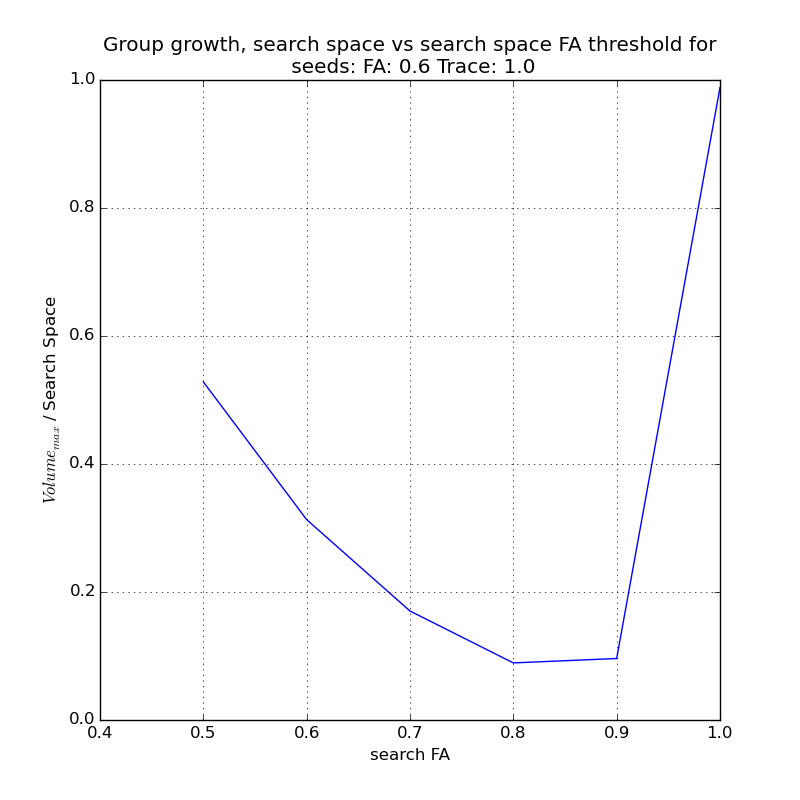 Group growth, search space vs search space FA threshold for
seeds: FA: 0.6 Trace: 1.0
1.0
0.8
0.6
0.4
0.2
0.0
Volume_max / Search Space
0.4 0.5 0.6 0.7 0.8 0.9 1.0
search FA